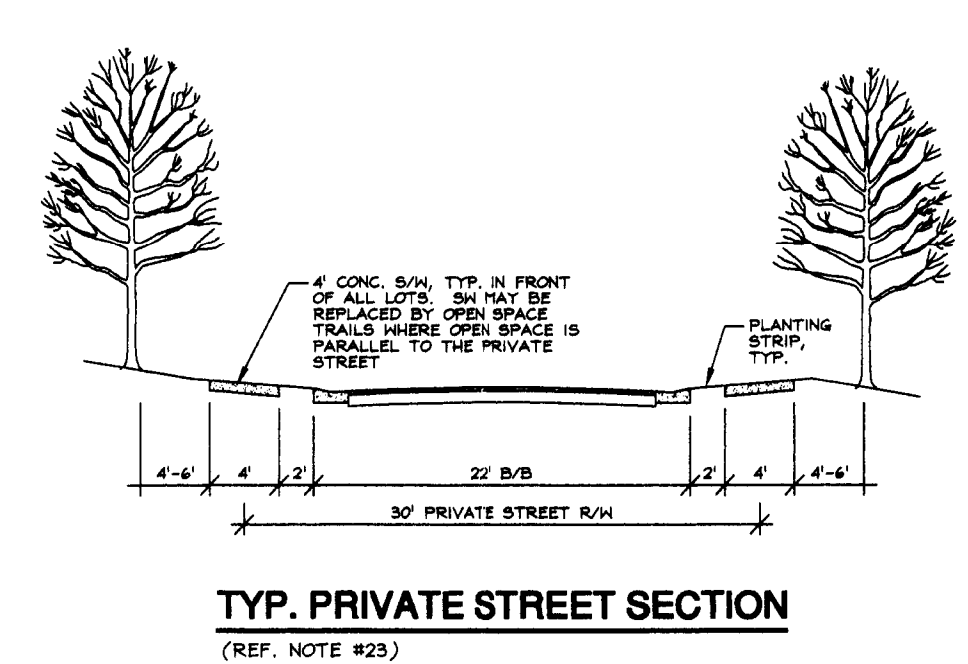 4' CONC. S/W, TYP. IN FRONT
OF ALL LOTS. SW MAY BE
REPLACED BY OPEN SPACE
TRAILS WHERE OPEN SPACE IS
PARALLEL TO THE PRIVATE
STREET
PLANTING
STRIP,
TYP.
4'-6' 4' 2' 22' B/B 2' 4' 4'-6'
30' PRIVATE STREET R/W
TYP. PRIVATE STREET SECTION
(REF. NOTE #23)